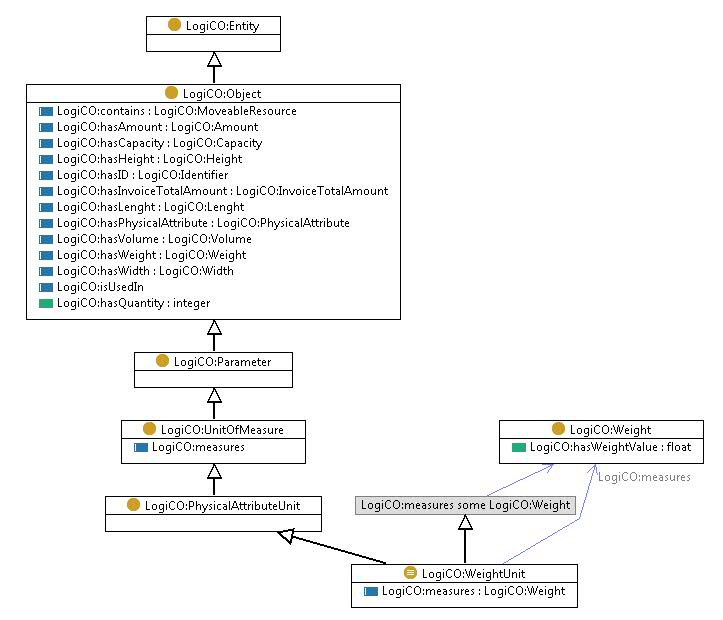 LogiCO:Entity
LogiCO:Object
LogiCO:contains : LogiCO:MoveableResource
LogiCO:hasAmount : LogiCO:Amount
LogiCO:hasCapacity : LogiCO:Capacity
LogiCO:hasHeight : LogiCO:Height
LogiCO:hasID : LogiCO:Identifier
LogiCO:hasInvoiceTotalAmount : LogiCO:InvoiceTotalAmount
LogiCO:hasLenght : LogiCO:Lenght
LogiCO:hasPhysicalAttribute : LogiCO:PhysicalAttribute
LogiCO:hasVolume : LogiCO:Volume
LogiCO:hasWeight : LogiCO:Weight
LogiCO:hasWidth : LogiCO:Width
LogiCO:isUsedIn
LogiCO:hasQuantity : integer
LogiCO:Parameter
LogiCO:UnitOfMeasure
LogiCO:measures
LogiCO:Weight
LogiCO:hasWeightValue : float
LogiCO:measures
LogiCO:PhysicalAttributeUnit
LogiCO:measures some LogiCO:Weight
LogiCO:WeightUnit
LogiCO:measures : LogiCO:Weight